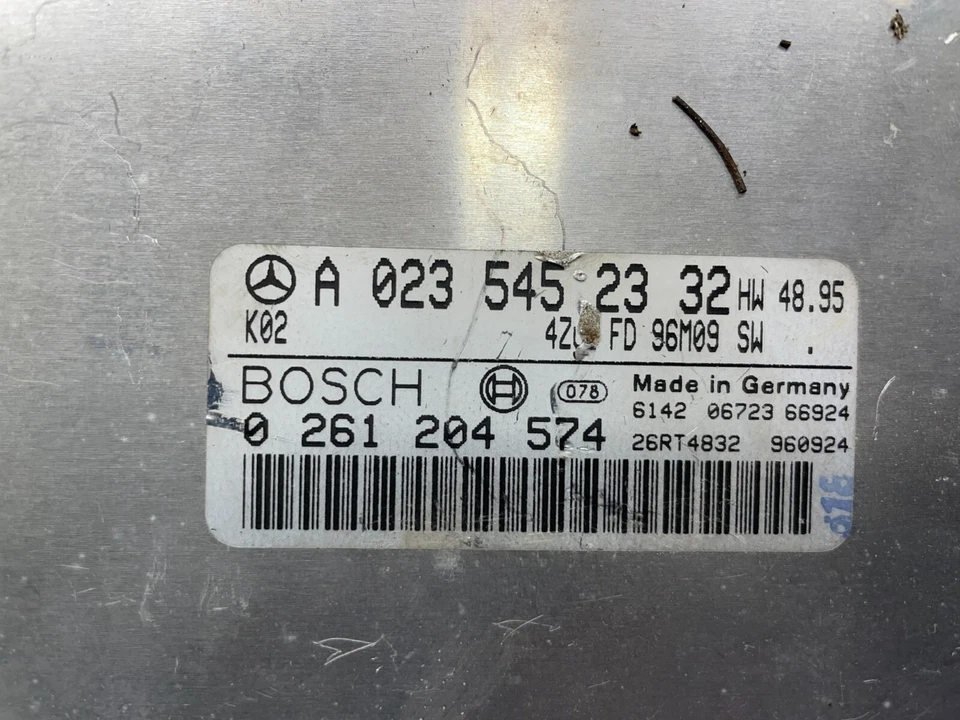 A 023 545 23 32 HW 48.95
K02 FD 96M09 SW .
BOSCH 078
0 261 204 574
Made in Germany
6142 06723 66924
26RT4832 960924